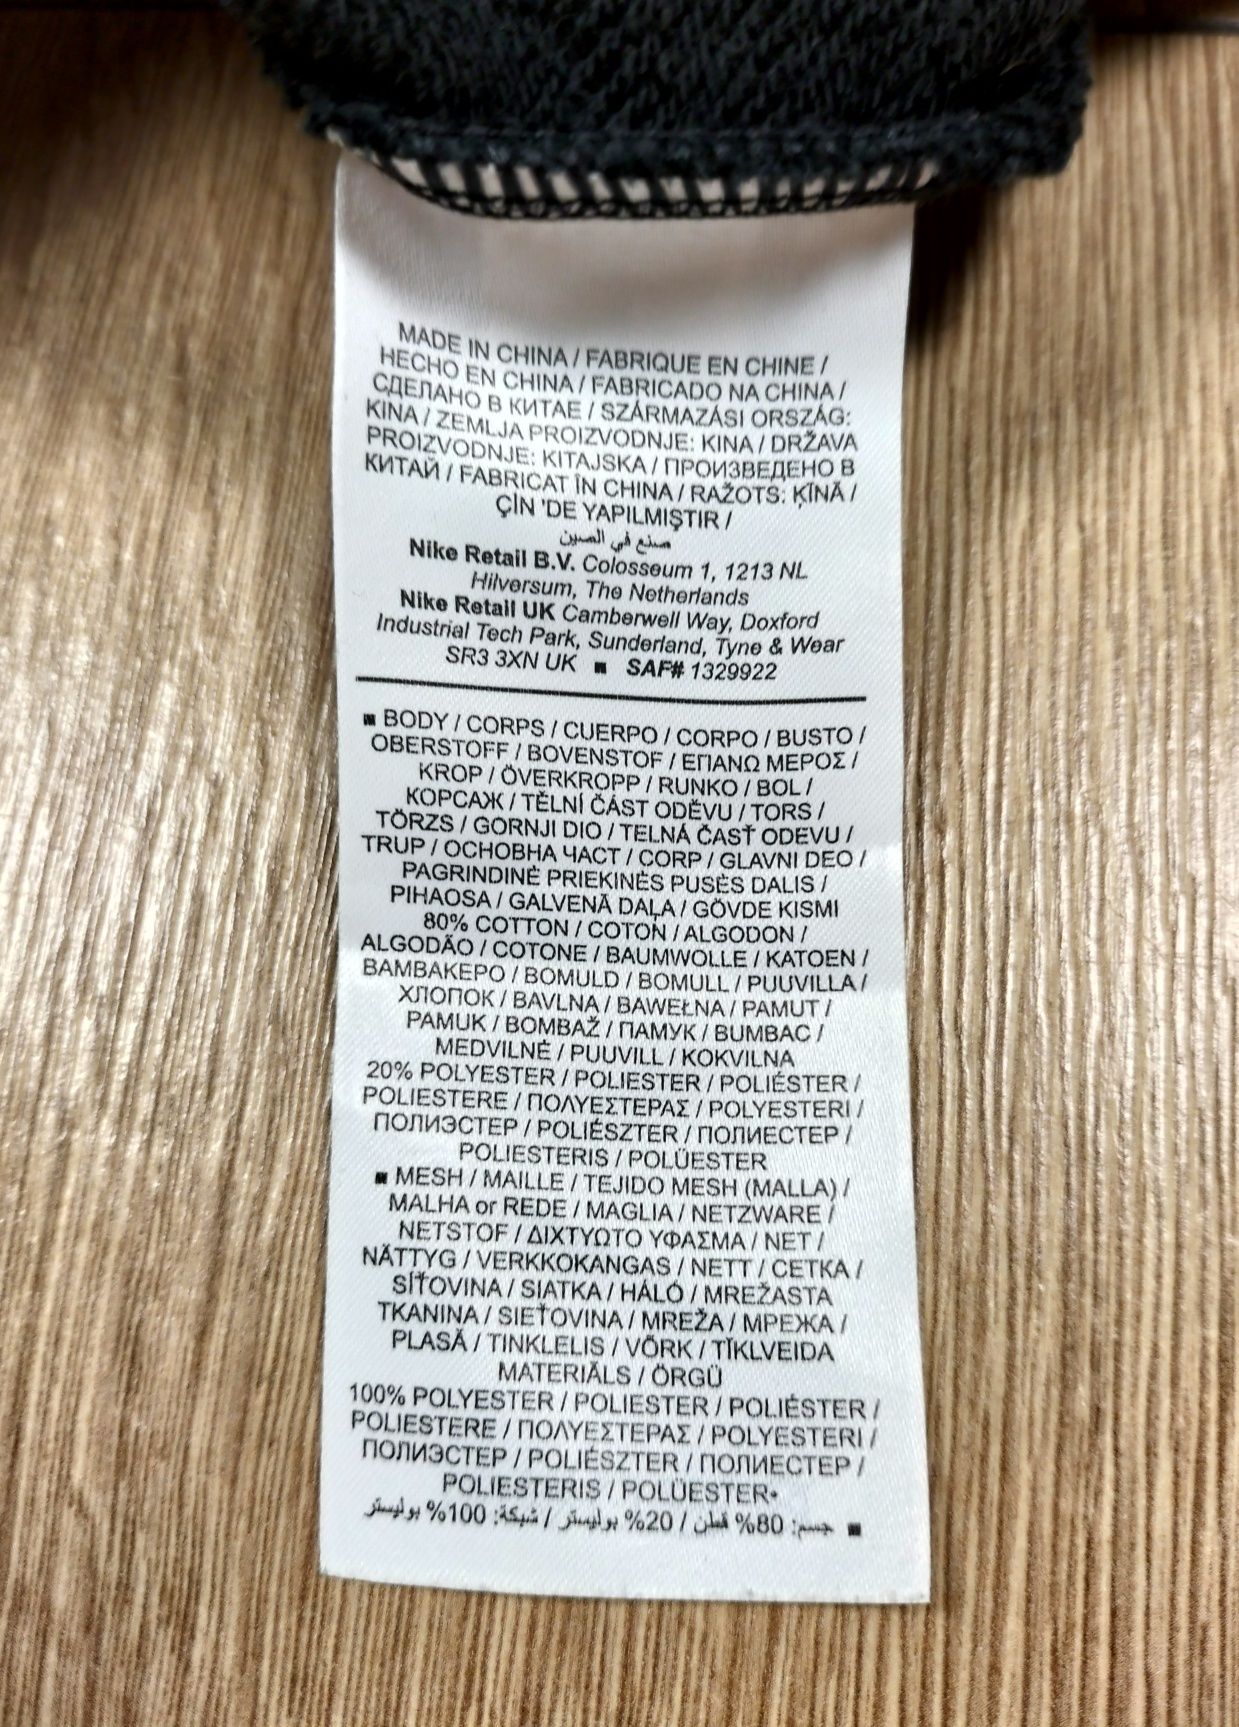 MADE IN CHINA / FABRIQUE EN CHINE /
HECHO EN CHINA / FABRICADO NA CHINA /
СДЕЛАНО В КИТАЕ / SZÁRMAZÁSI ORSZÁG:
KINA / ZEMLJA PROIZVODNJE: KINA / DRŽAVA
PROIZVODNJE: KITAJSKA / ПРОИЗВЕДЕНО В
КИТАЙ / FABRICAT ÎN CHINA / RAŽOTS: ĶĪNĀ /
ÇİN 'DE YAPILMIŞTIR /
صنع في الصين
Nike Retail B.V. Colosseum 1, 1213 NL
Hilversum, The Netherlands
Nike Retail UK Camberwell Way, Doxford
Industrial Tech Park, Sunderland, Tyne & Wear
SR3 3XN UK ■ SAF# 1329922
■ BODY / CORPS / CUERPO / CORPO / BUSTO /
OBERSTOFF / BOVENSTOF / ΕΠΑΝΩ ΜΕΡΟΣ /
KROP / ÖVERKROPP / RUNKO / BOL /
КОРСАЖ / TĚLNÍ ČÁST ODĚVU / TORS /
TÖRZS / GORNJI DIO / TELNÁ ČASŤ ODEVU /
TRUP / ОСНОВНА ЧАСТ / CORP / GLAVNI DEO /
PAGRINDINĖ PRIEKINĖS PUSĖS DALIS /
PIHAOSA / GALVENĀ DAĻA / GÖVDE KISMI
80% COTTON / COTON / ALGODON /
ALGODÃO / COTONE / BAUMWOLLE / KATOEN /
ΒΑΜΒΑΚΕΡΟ / BOMULD / BOMULL / PUUVILLA /
ХЛОПОК / BAVLNA / BAWEŁNA / PAMUT /
PAMUK / BOMBAŽ / ПАМУК / BUMBAC /
MEDVILNĖ / PUUVILL / KOKVILNA
20% POLYESTER / POLIESTER / POLIÉSTER /
POLIESTERE / ΠΟΛΥΕΣΤΕΡΑΣ / POLYESTERI /
ПОЛИЭСТЕР / POLIÉSZTER / ПОЛИЕСТЕР /
POLIESTERIS / POLÜESTER
■ MESH / MAILLE / TEJIDO MESH (MALLA) /
MALHA or REDE / MAGLIA / NETZWARE /
NETSTOF / ΔΙΧΤΥΩΤΟ ΥΦΑΣΜΑ / NET /
NÄTTYG / VERKKOKANGAS / NETT / СЕТКА /
SÍŤOVINA / SIATKA / HÁLÓ / MREŽASTA
TKANINA / SIEŤOVINA / MREŽA / МРЕЖА /
PLASĂ / TINKLELIS / VÕRK / TĪKLVEIDA
MATERIĀLS / ÖRGÜ
100% POLYESTER / POLIESTER / POLIÉSTER /
POLIESTERE / ΠΟΛΥΕΣΤΕΡΑΣ / POLYESTERI /
ПОЛИЭСТЕР / POLIÉSZTER / ПОЛИЕСТЕР /
POLIESTERIS / POLÜESTER•
■ جسم: 80% قطن / 20% بوليستر / شبكة: 100% بوليستر